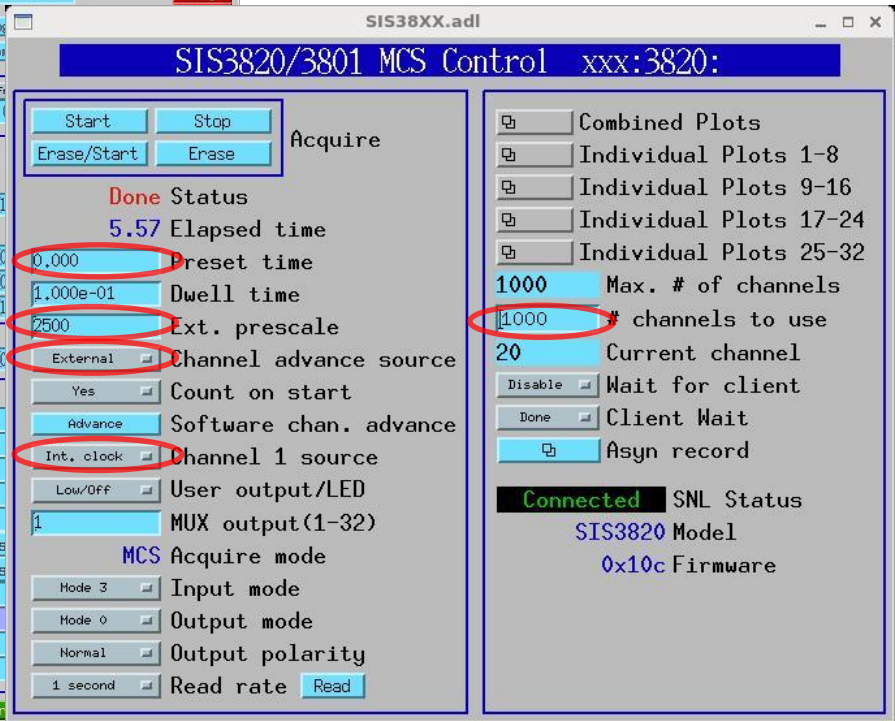 SIS38XX.adl
SIS3820/3801 MCS Control xxx:3820:
Start Stop
Erase/Start Erase
Acquire
Done Status
5.57 Elapsed time
0.000 Preset time
1.000e-01 Dwell time
2500 Ext. prescale
External Channel advance source
Yes Count on start
Advance Software chan. advance
Int. clock Channel 1 source
Low/Off User output/LED
1 MUX output(1-32)
MCS Acquire mode
Mode 3 Input mode
Mode 0 Output mode
Normal Output polarity
1 second Read rate Read
Combined Plots
Individual Plots 1-8
Individual Plots 9-16
Individual Plots 17-24
Individual Plots 25-32
1000 Max. # of channels
1000 # channels to use
20 Current channel
Disable Wait for client
Done Client Wait
Asyn record
Connected SNL Status
SIS3820 Model
0x10c Firmware